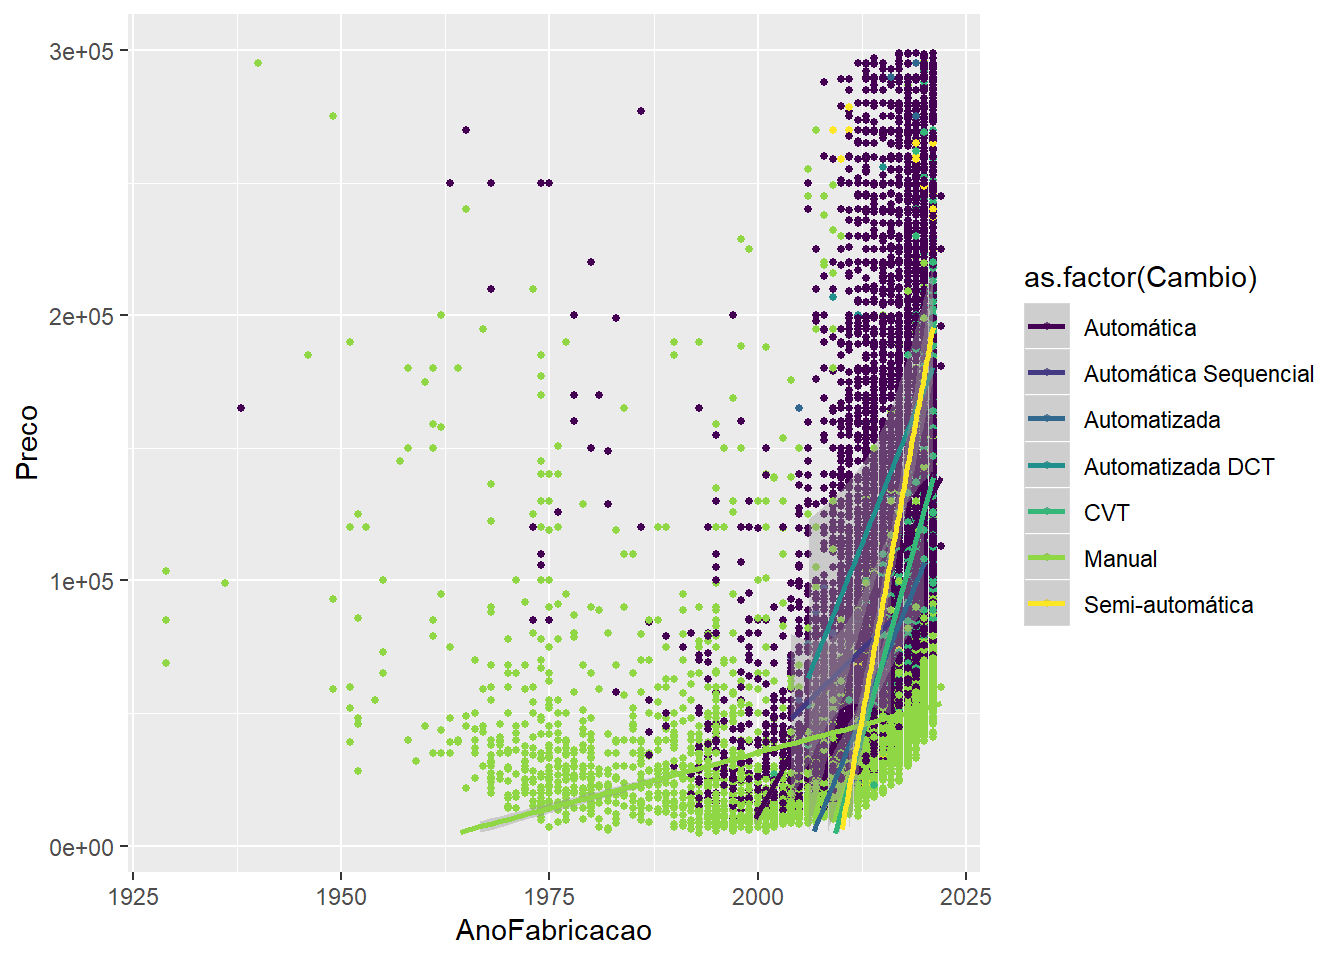 3e+05
2e+05
1e+05
0e+00
Preco
1925 1950 1975 2000 2025
AnoFabricacao
as.factor(Cambio)
Automática
Automática Sequencial
Automatizada
Automatizada DCT
CVT
Manual
Semi-automática